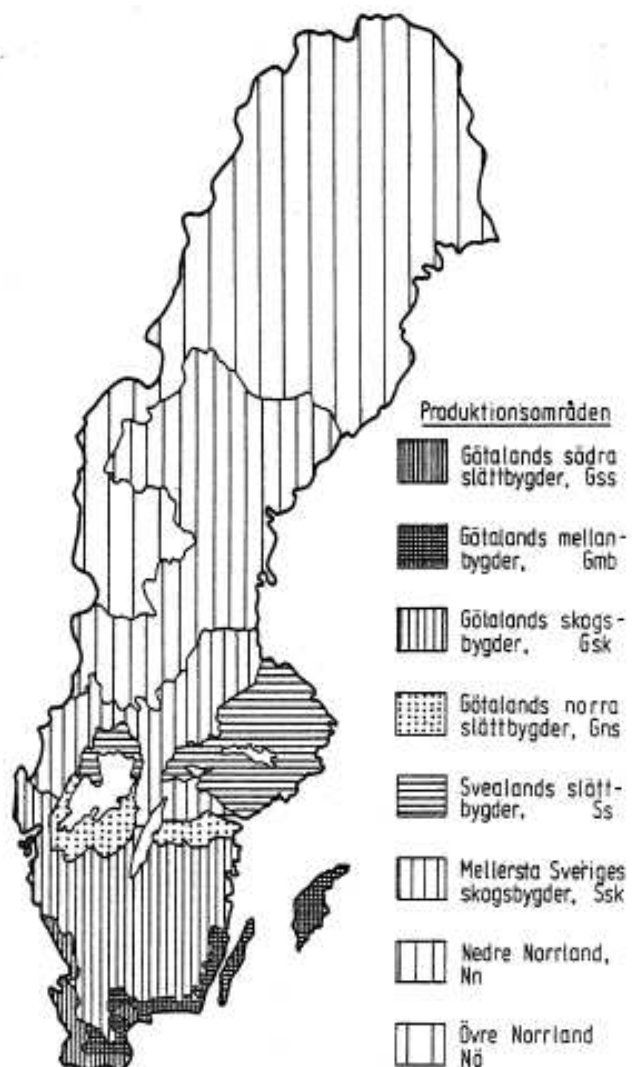 Produktionsområden
Götalands södra
slättbygder, Gss
Götalands mellan-
bygder, Gmb
Götalands skogs-
bygder, Gsk
Götalands norra
slättbygder, Gns
Svealands slätt-
bygder, Ss
Mellersta Sveriges
skogsbygder, Ssk
Nedre Norrland,
Nn
Övre Norrland
Nö